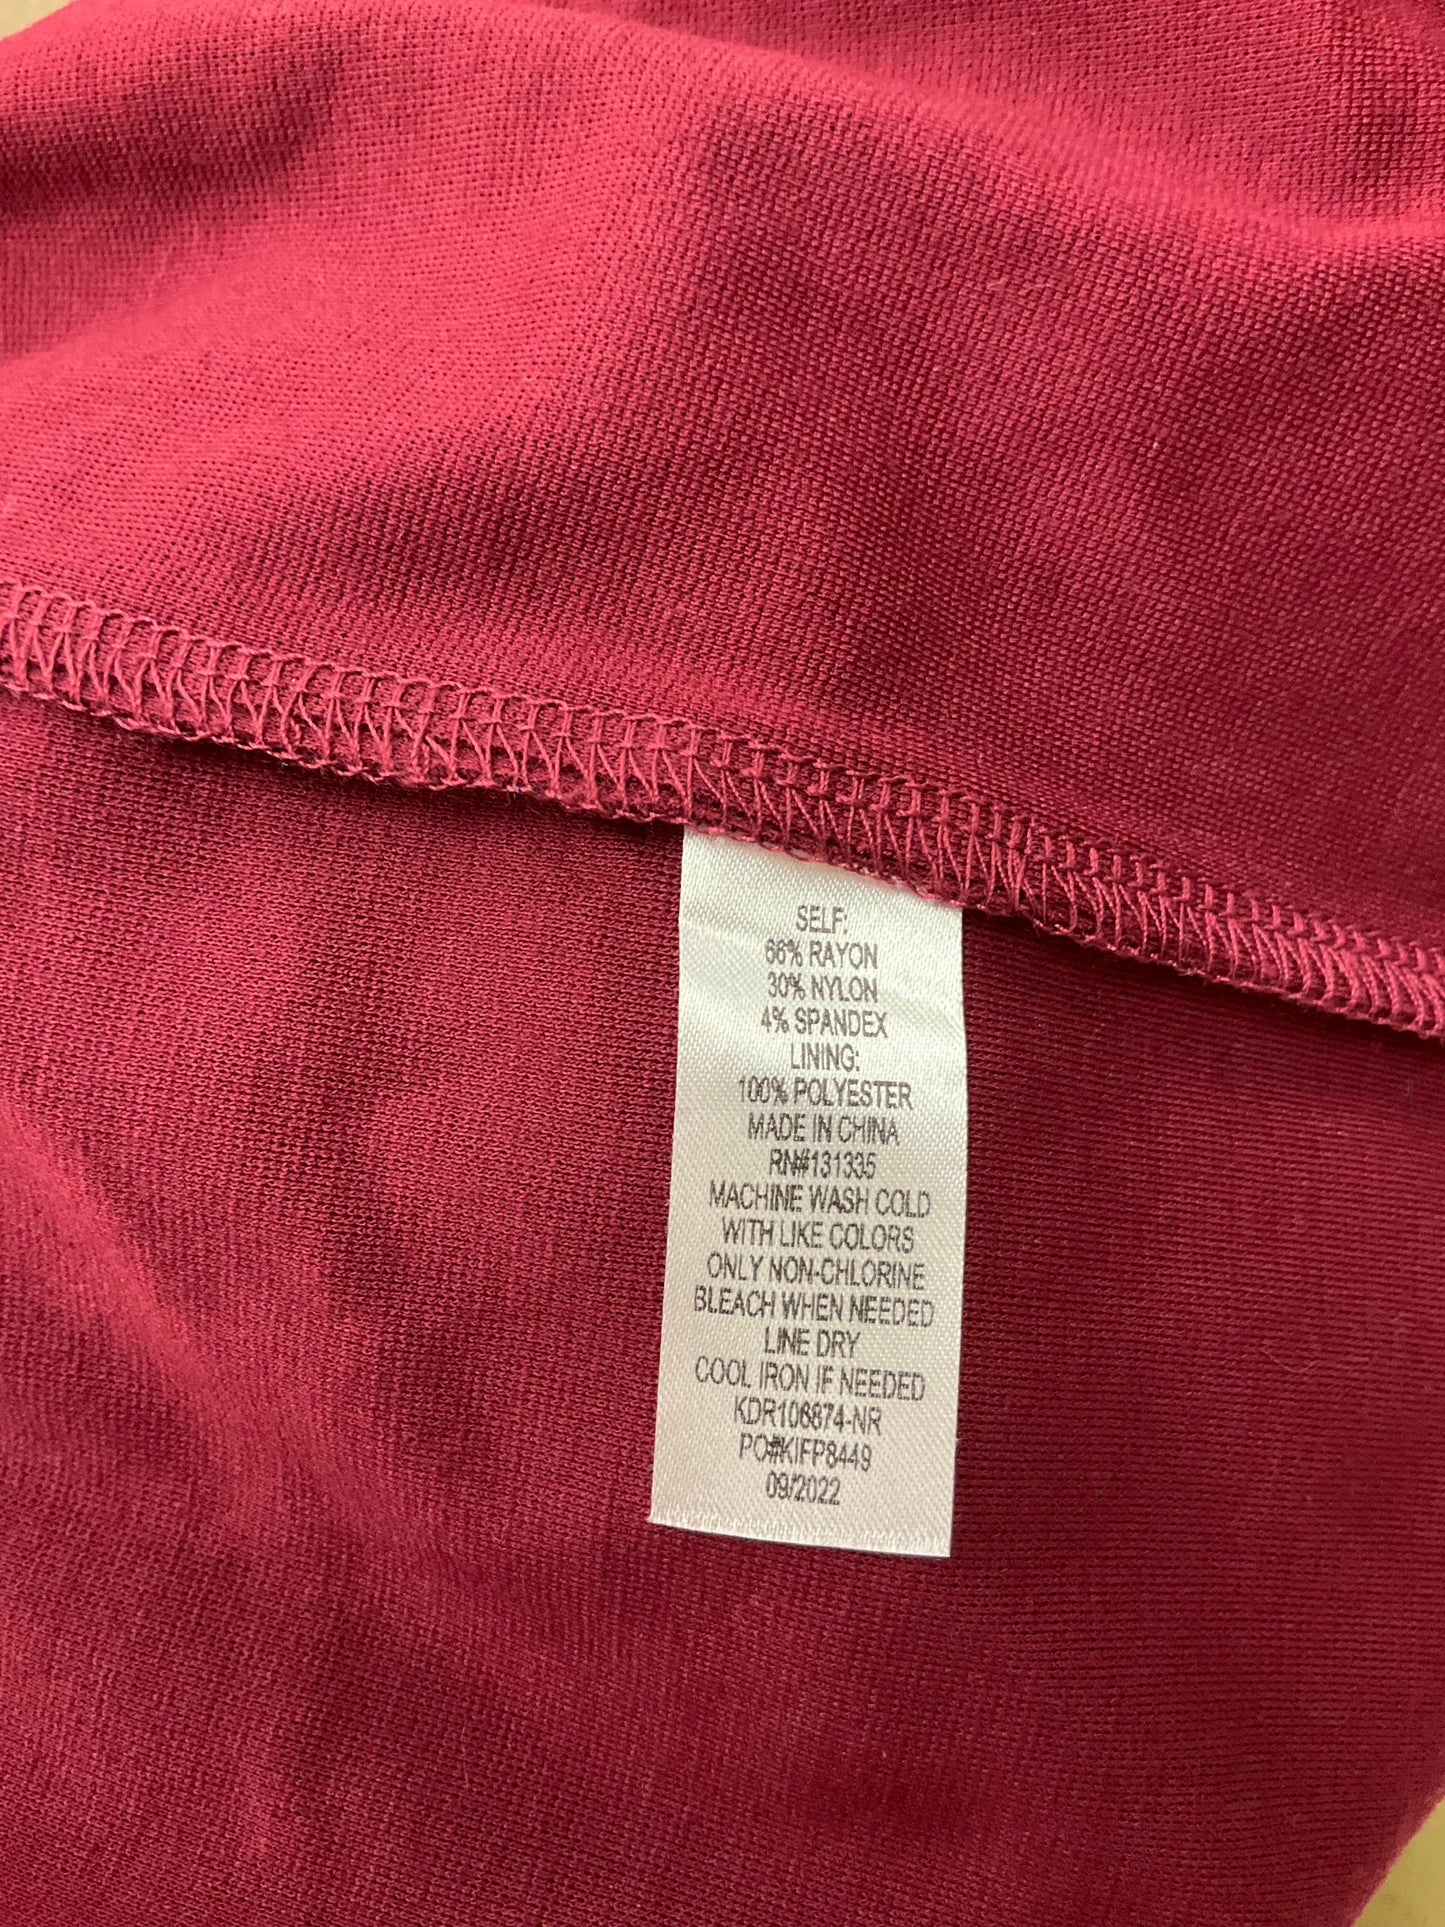 SELF:
66% RAYON
30% NYLON
4% SPANDEX
LINING:
100% POLYESTER
MADE IN CHINA
RN#131335
MACHINE WASH COLD
WITH LIKE COLORS
ONLY NON-CHLORINE
BLEACH WHEN NEEDED
LINE DRY
COOL IRON IF NEEDED
KDR106874-NR
PO#KIFP8449
09/2022